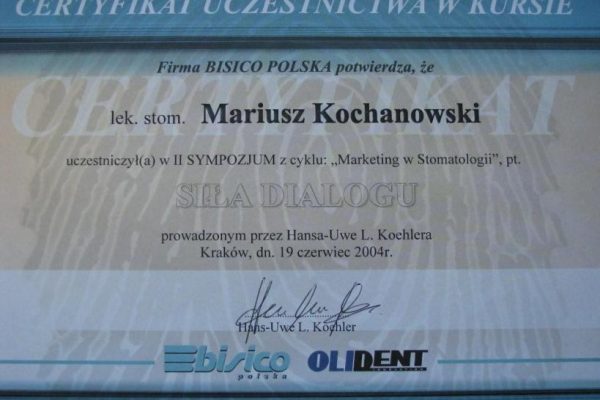 CERTYFIKAT UCZESTNICTWA W KURSIE
Firma BISICO POLSKA potwierdza, że
CERTYFIKAT
lek. stom. Mariusz Kochanowski
uczestniczył(a) w II SYMPOZJUM z cyklu: „Marketing w Stomatologii”, pt.
SIŁA DIALOGU
prowadzonym przez Hansa-Uwe L. Koehlera
Kraków, dn. 19 czerwiec 2004r.
Hans-Uwe L. Köhler
bisico
polska
OLIDENT